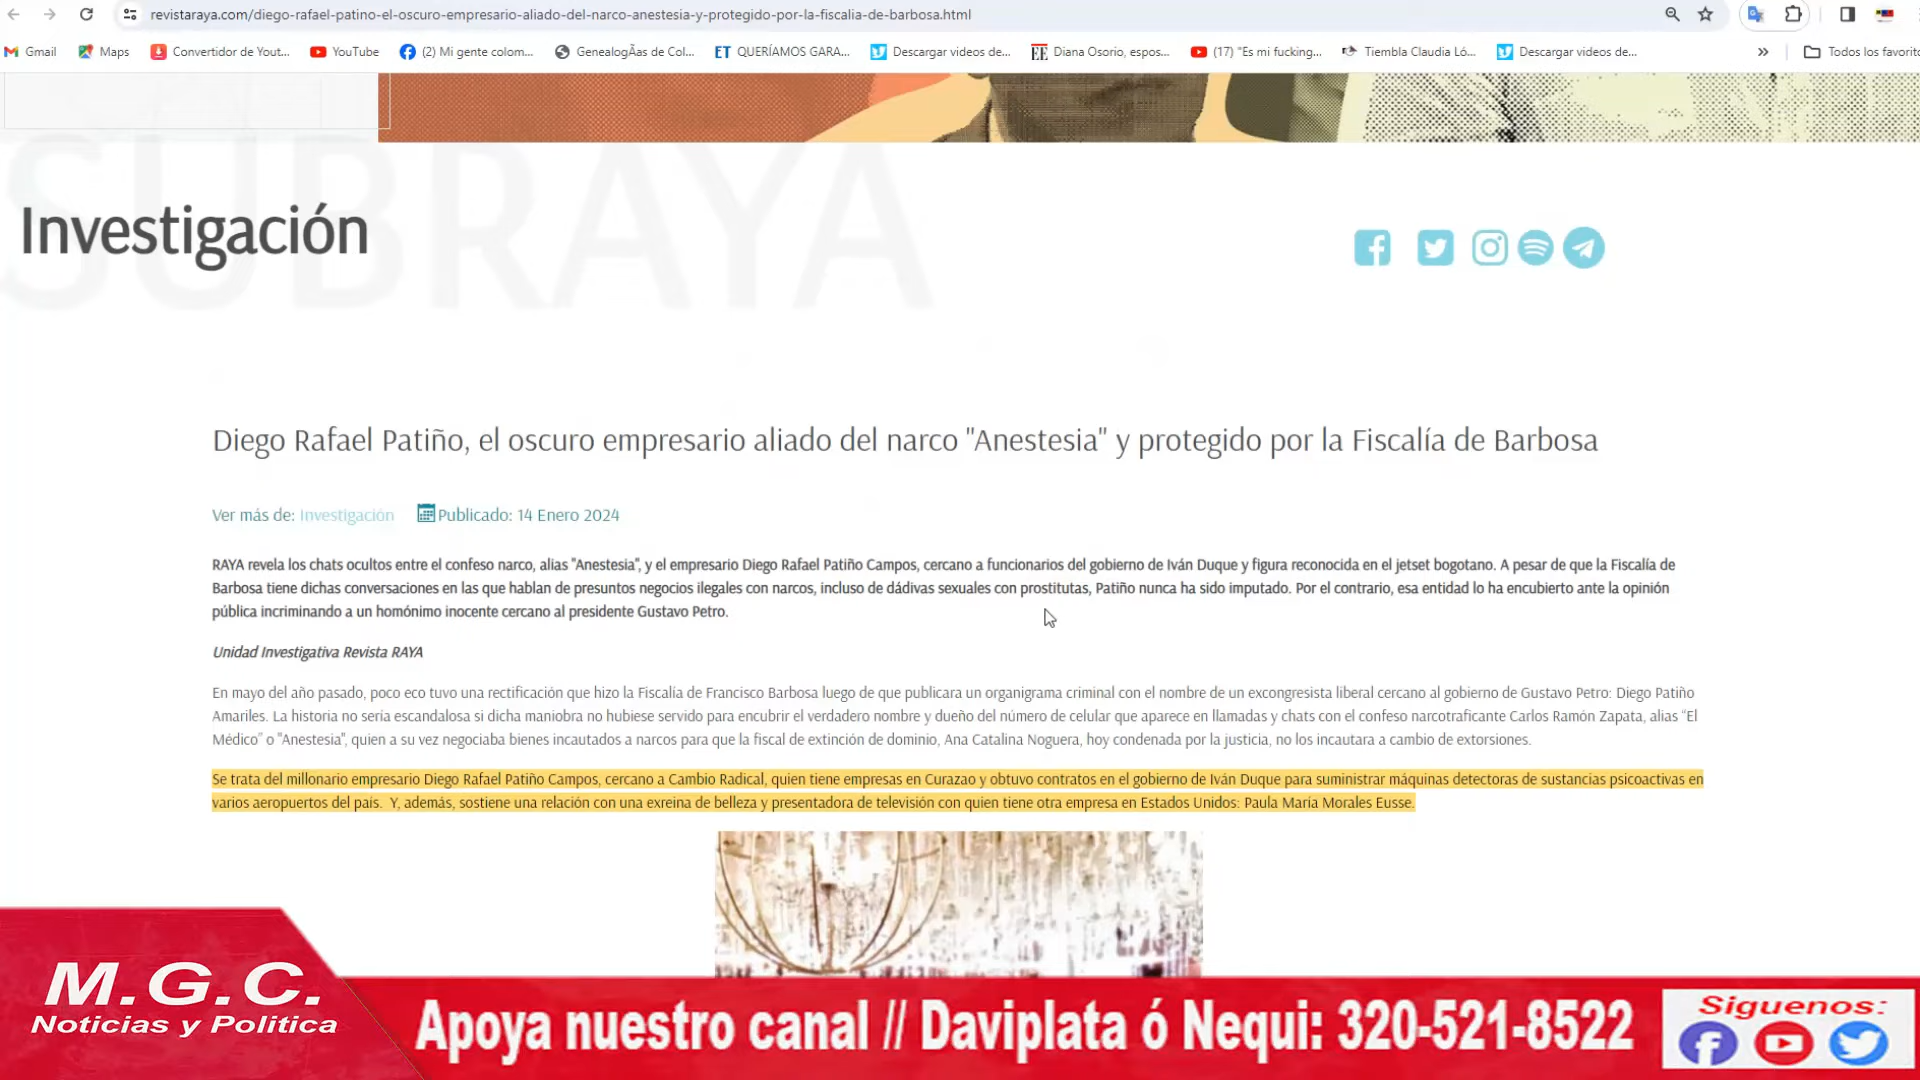 revistaraya.com/diego-rafael-patino-el-oscuro-empresario-aliado-del-narco-anestesia-y-protegido-por-la-fiscalia-de-barbosa.html
Gmail Maps Convertidor de Yout... YouTube (2) Mi gente colom... GenealogÃas de Col... ET QUERÍAMOS GARA... Descargar videos de... EE Diana Osorio, espos... (17) "Es mi fucking... Tiembla Claudia Ló... Descargar videos de... » Todos los favorito
SUBRAYA
Investigación
Diego Rafael Patiño, el oscuro empresario aliado del narco "Anestesia" y protegido por la Fiscalía de Barbosa
Ver más de: Investigación Publicado: 14 Enero 2024
RAYA revela los chats ocultos entre el confeso narco, alias "Anestesia", y el empresario Diego Rafael Patiño Campos, cercano a funcionarios del gobierno de Iván Duque y figura reconocida en el jetset bogotano. A pesar de que la Fiscalía de
Barbosa tiene dichas conversaciones en las que hablan de presuntos negocios ilegales con narcos, incluso de dádivas sexuales con prostitutas, Patiño nunca ha sido imputado. Por el contrario, esa entidad lo ha encubierto ante la opinión
pública incriminando a un homónimo inocente cercano al presidente Gustavo Petro.
Unidad Investigativa Revista RAYA
En mayo del año pasado, poco eco tuvo una rectificación que hizo la Fiscalía de Francisco Barbosa luego de que publicara un organigrama criminal con el nombre de un excongresista liberal cercano al gobierno de Gustavo Petro: Diego Patiño
Amariles. La historia no sería escandalosa si dicha maniobra no hubiese servido para encubrir el verdadero nombre y dueño del número de celular que aparece en llamadas y chats con el confeso narcotraficante Carlos Ramón Zapata, alias “El
Médico” o "Anestesia", quien a su vez negociaba bienes incautados a narcos para que la fiscal de extinción de dominio, Ana Catalina Noguera, hoy condenada por la justicia, no los incautara a cambio de extorsiones.
Se trata del millonario empresario Diego Rafael Patiño Campos, cercano a Cambio Radical, quien tiene empresas en Curazao y obtuvo contratos en el gobierno de Iván Duque para suministrar máquinas detectoras de sustancias psicoactivas en
varios aeropuertos del país. Y, además, sostiene una relación con una exreina de belleza y presentadora de televisión con quien tiene otra empresa en Estados Unidos: Paula María Morales Eusse.
M.G.C.
Noticias y Politica
Apoya nuestro canal // Daviplata ó Nequi: 320-521-8522
Siguenos: